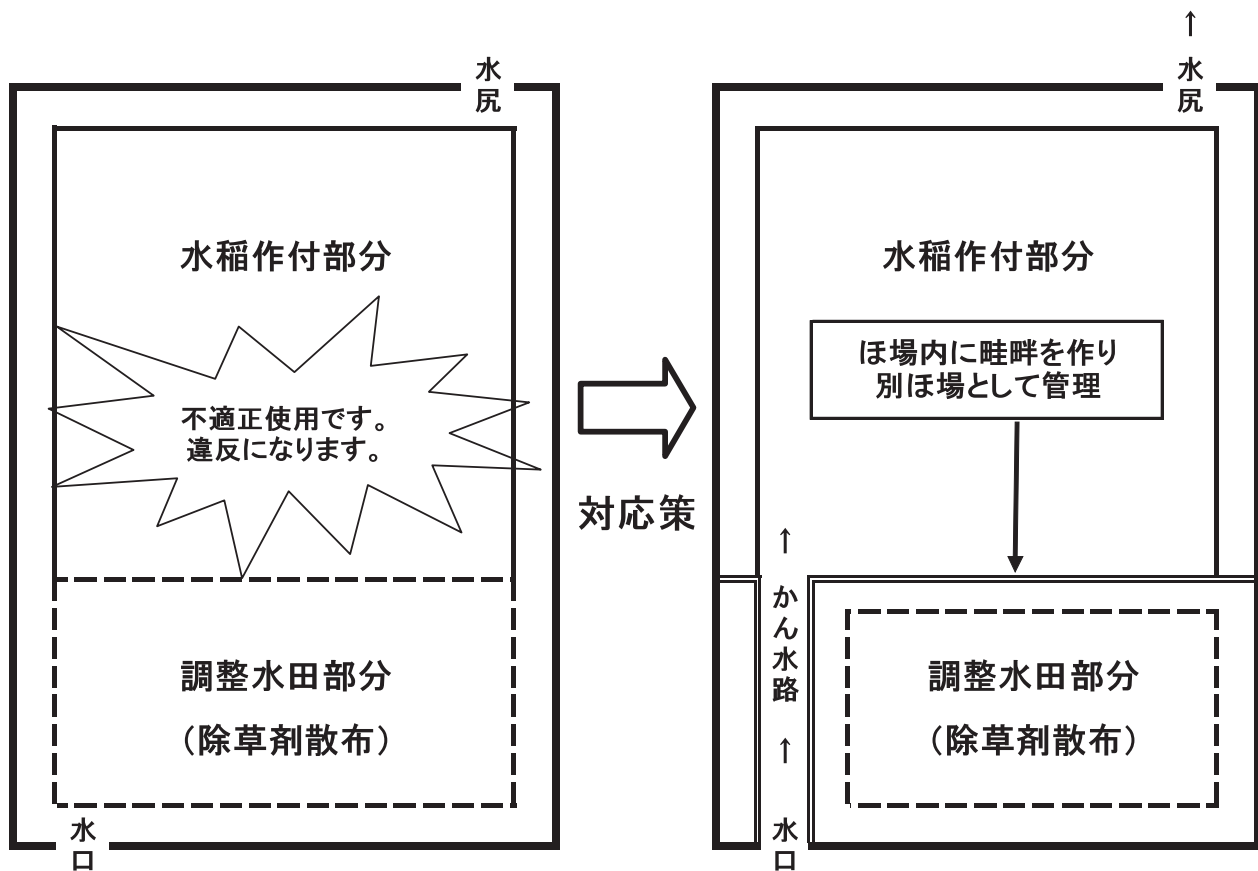 水尻
水稲作付部分
不適正使用です。
違反になります。
調整水田部分
（除草剤散布）
水口
対応策
↑
水尻
水稲作付部分
ほ場内に畦畔を作り
別ほ場として管理
↑
かん水路
↑
水口
調整水田部分
（除草剤散布）